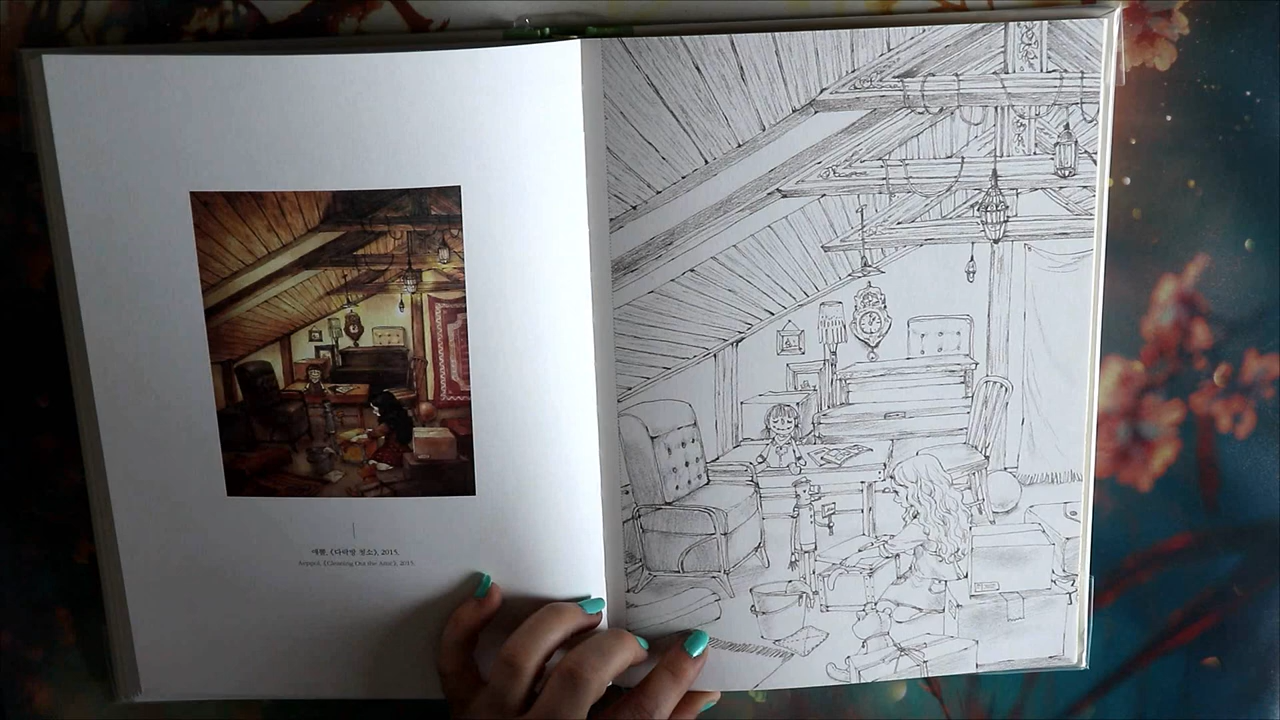 애뽈, 《다락방 청소》, 2015.
Aeppol, 《Cleaning Out the Attic》, 2015.